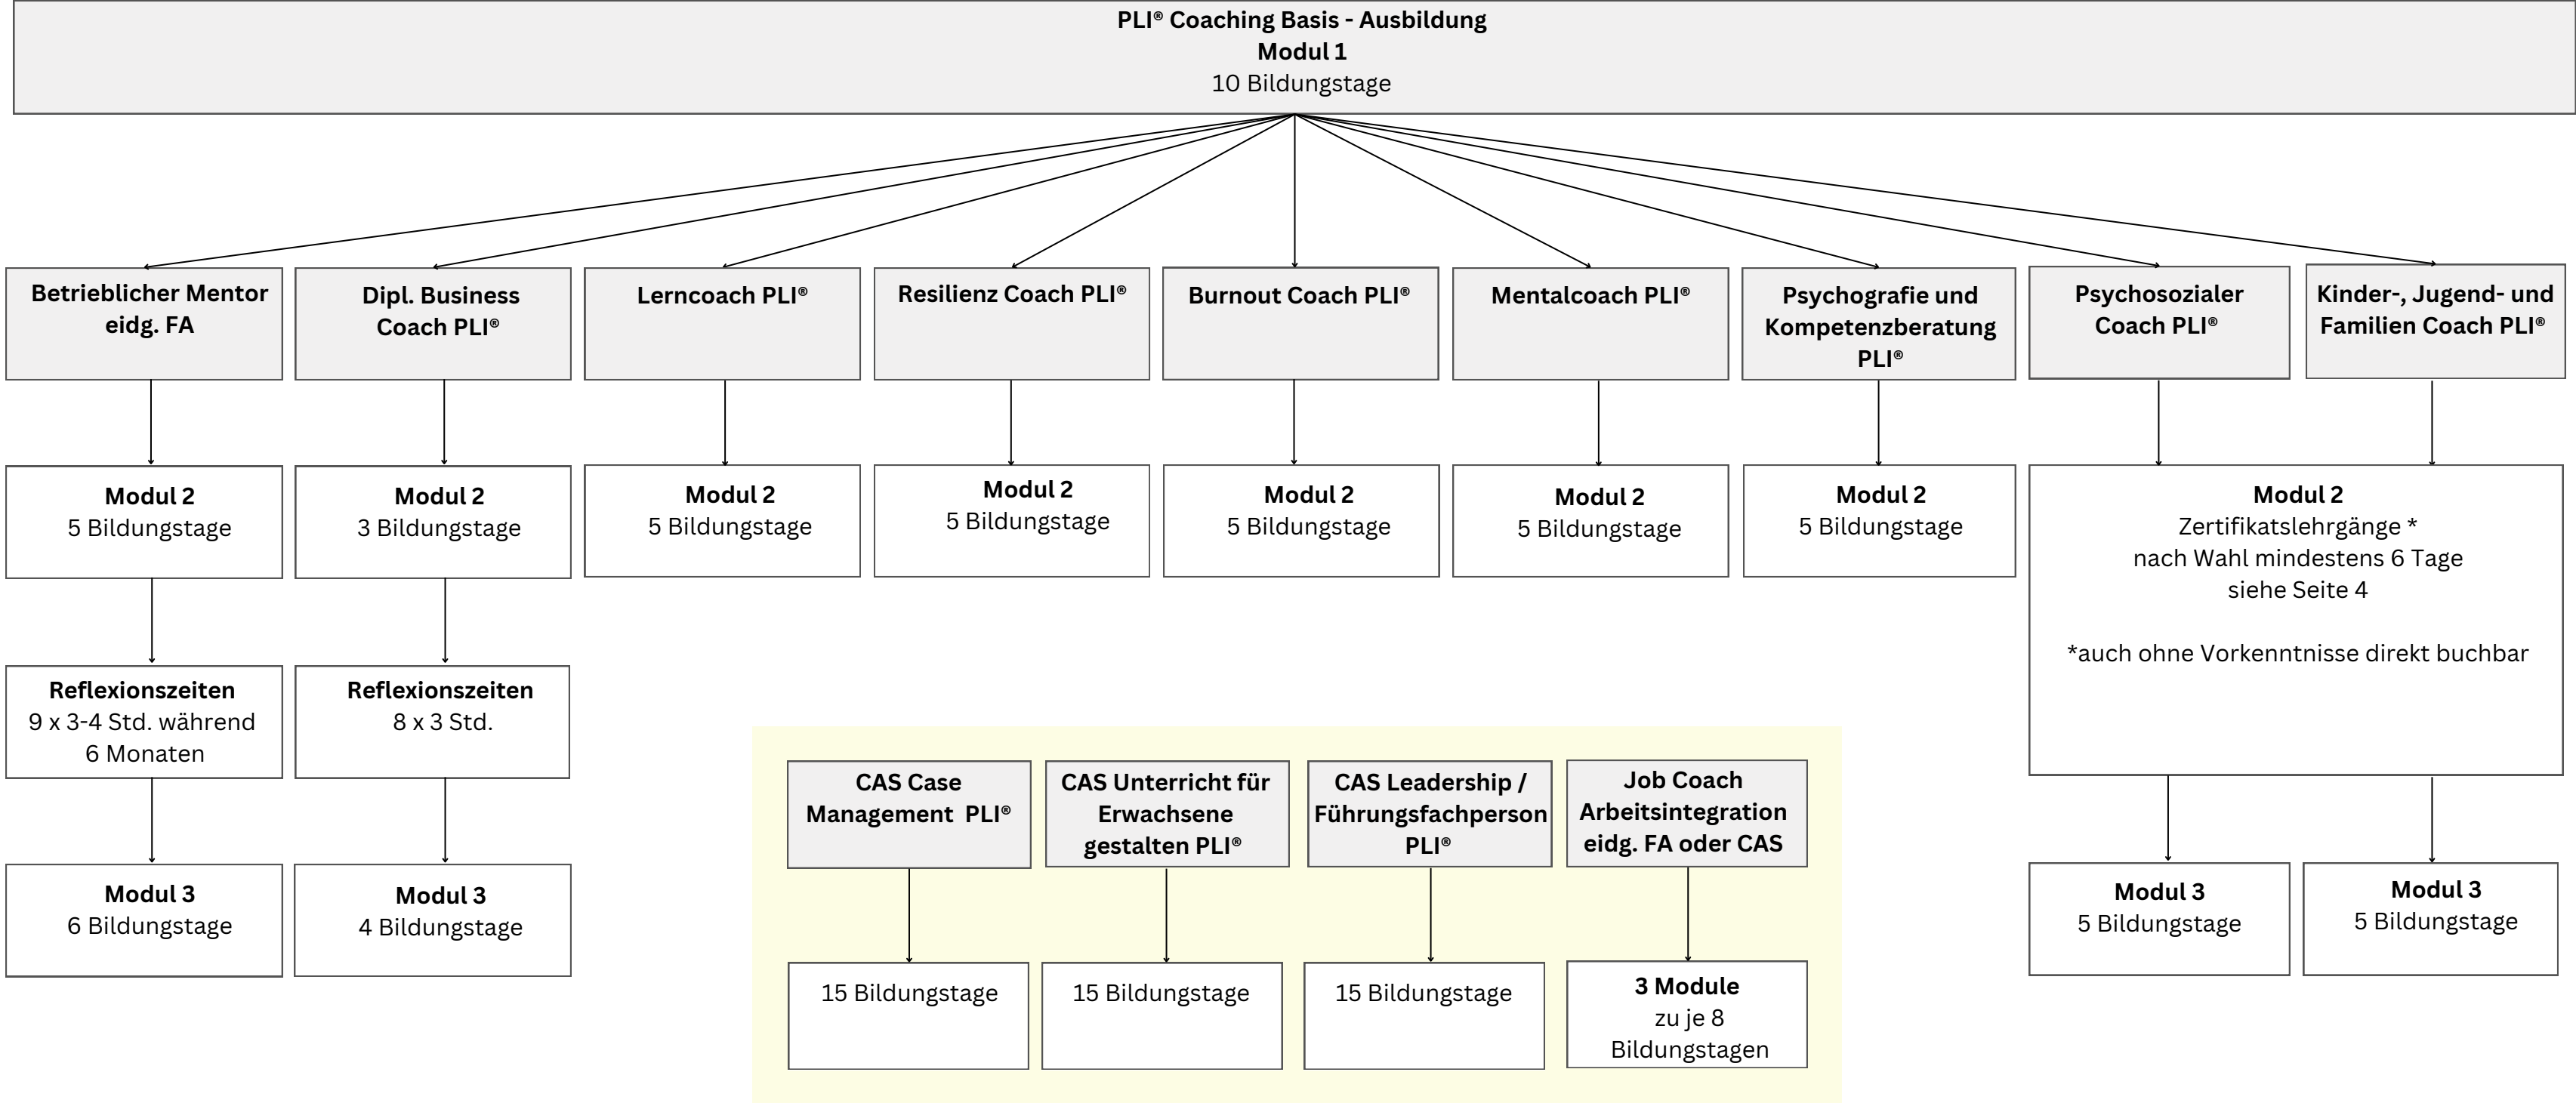 PLI® Coaching Basis - Ausbildung
Modul 1
10 Bildungstage
Betrieblicher Mentor
eidg. FA
Dipl. Business
Coach PLI®
Lerncoach PLI®
Resilienz Coach PLI®
Burnout Coach PLI®
Mentalcoach PLI®
Psychografie und
Kompetenzberatung
PLI®
Psychosozialer
Coach PLI®
Kinder-, Jugend- und
Familien Coach PLI®
Modul 2
5 Bildungstage
Modul 2
3 Bildungstage
Modul 2
5 Bildungstage
Modul 2
5 Bildungstage
Modul 2
5 Bildungstage
Modul 2
5 Bildungstage
Modul 2
5 Bildungstage
Modul 2
Zertifikatslehrgänge *
nach Wahl mindestens 6 Tage
siehe Seite 4
*auch ohne Vorkenntnisse direkt buchbar
Reflexionszeiten
9 x 3-4 Std. während
6 Monaten
Reflexionszeiten
8 x 3 Std.
CAS Case
Management PLI®
CAS Unterricht für
Erwachsene
gestalten PLI®
CAS Leadership /
Führungsfachperson
PLI®
Job Coach
Arbeitsintegration
eidg. FA oder CAS
Modul 3
6 Bildungstage
Modul 3
4 Bildungstage
15 Bildungstage
15 Bildungstage
15 Bildungstage
3 Module
zu je 8
Bildungstagen
Modul 3
5 Bildungstage
Modul 3
5 Bildungstage